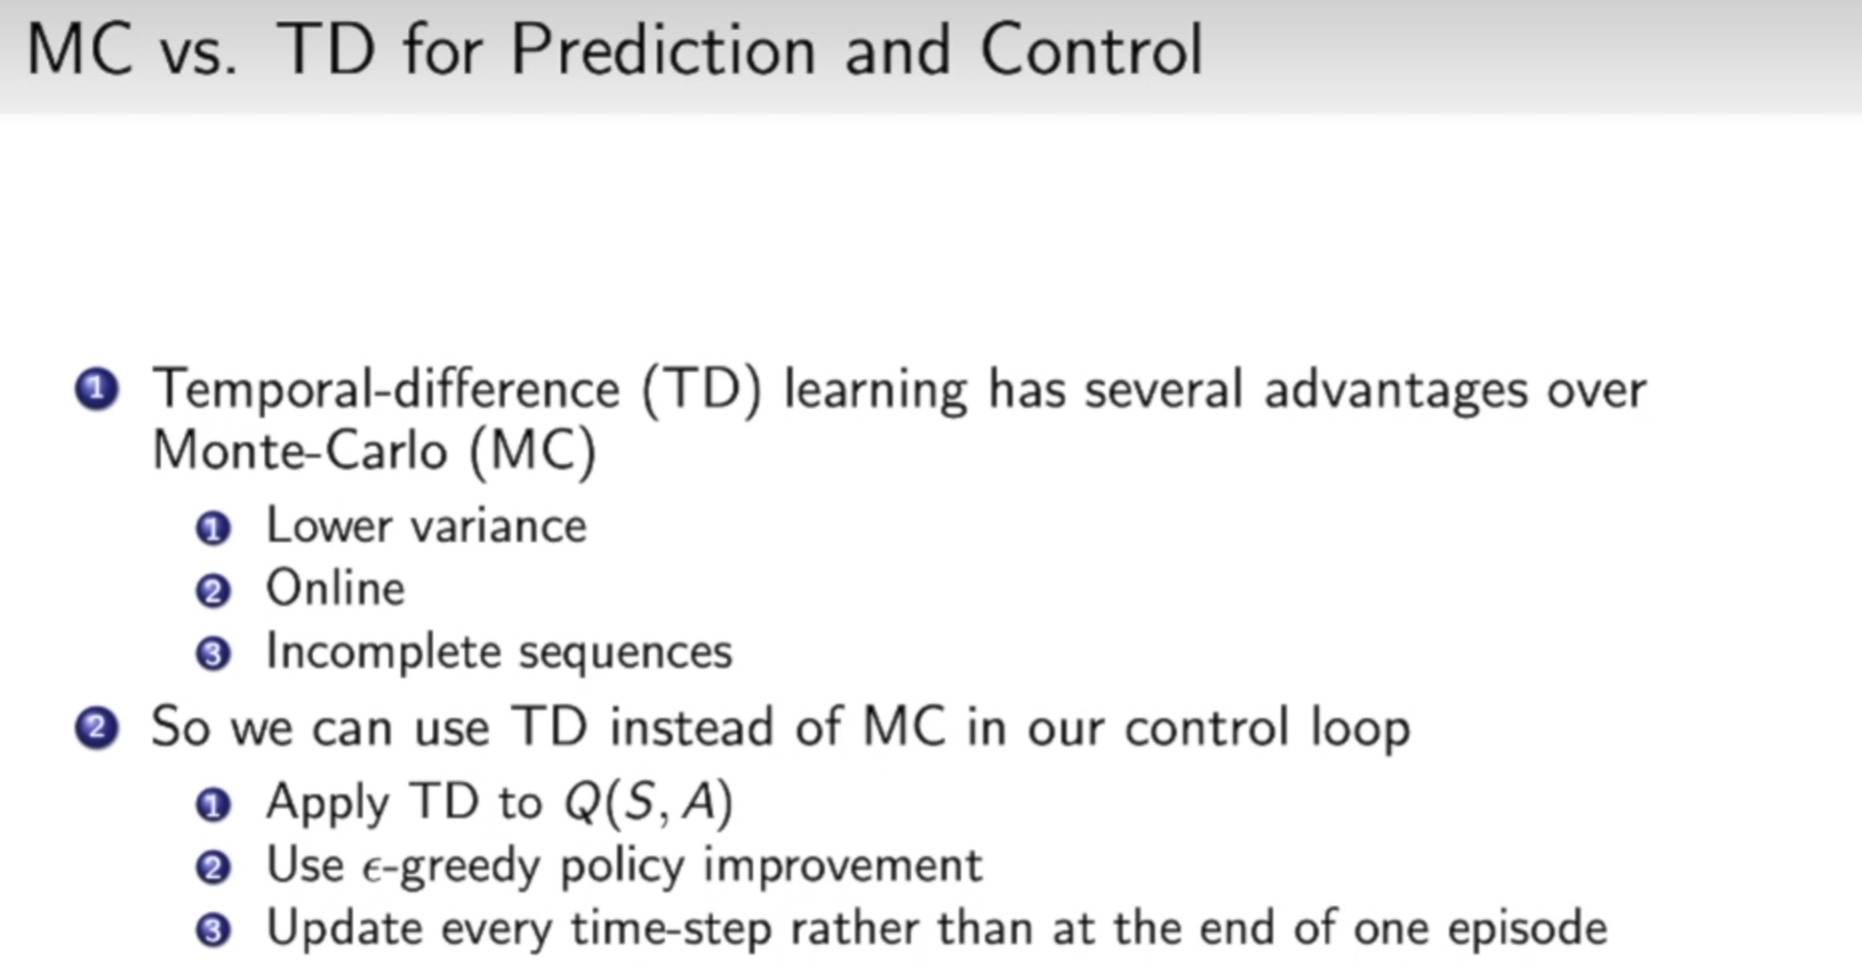 MC vs. TD for Prediction and Control
1 Temporal-difference (TD) learning has several advantages over
Monte-Carlo (MC)
1 Lower variance
2 Online
3 Incomplete sequences
2 So we can use TD instead of MC in our control loop
1 Apply TD to Q(S, A)
2 Use ϵ-greedy policy improvement
3 Update every time-step rather than at the end of one episode